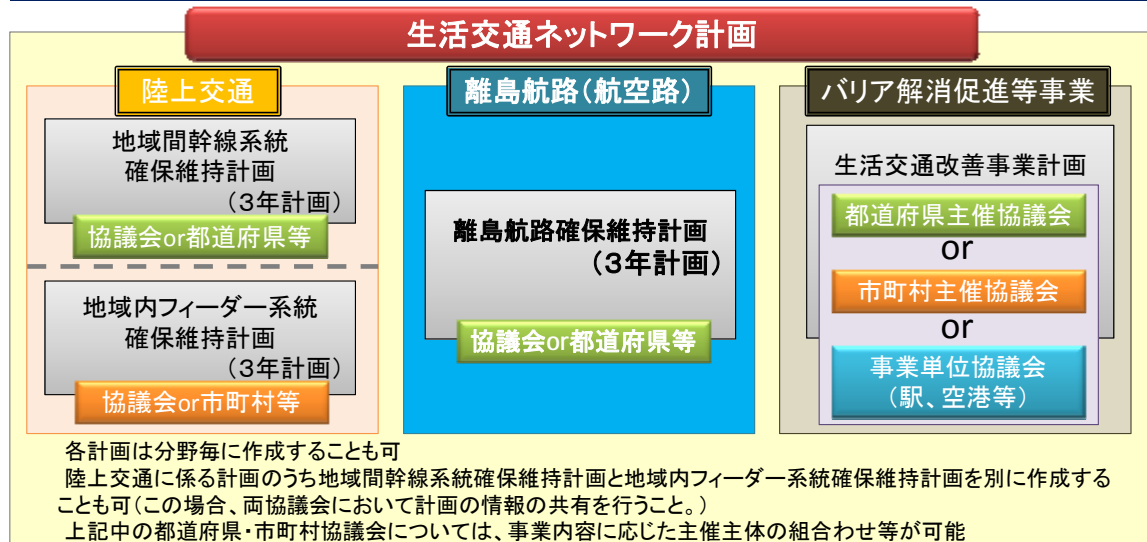 生活交通ネットワーク計画
陸上交通
地域間幹線系統
確保維持計画
(3年計画)
協議会or都道府県等
地域内フィーダー系統
確保維持計画
(3年計画)
協議会or市町村等
離島航路(航空路)
離島航路確保維持計画
(3年計画)
協議会or都道府県等
バリア解消促進等事業
生活交通改善事業計画
都道府県主催協議会
or
市町村主催協議会
or
事業単位協議会
(駅、空港等)
各計画は分野毎に作成することも可
陸上交通に係る計画のうち地域間幹線系統確保維持計画と地域内フィーダー系統確保維持計画を別に作成する
ことも可(この場合、両協議会において計画の情報の共有を行うこと。)
上記中の都道府県・市町村協議会については、事業内容に応じた主催主体の組合わせ等が可能